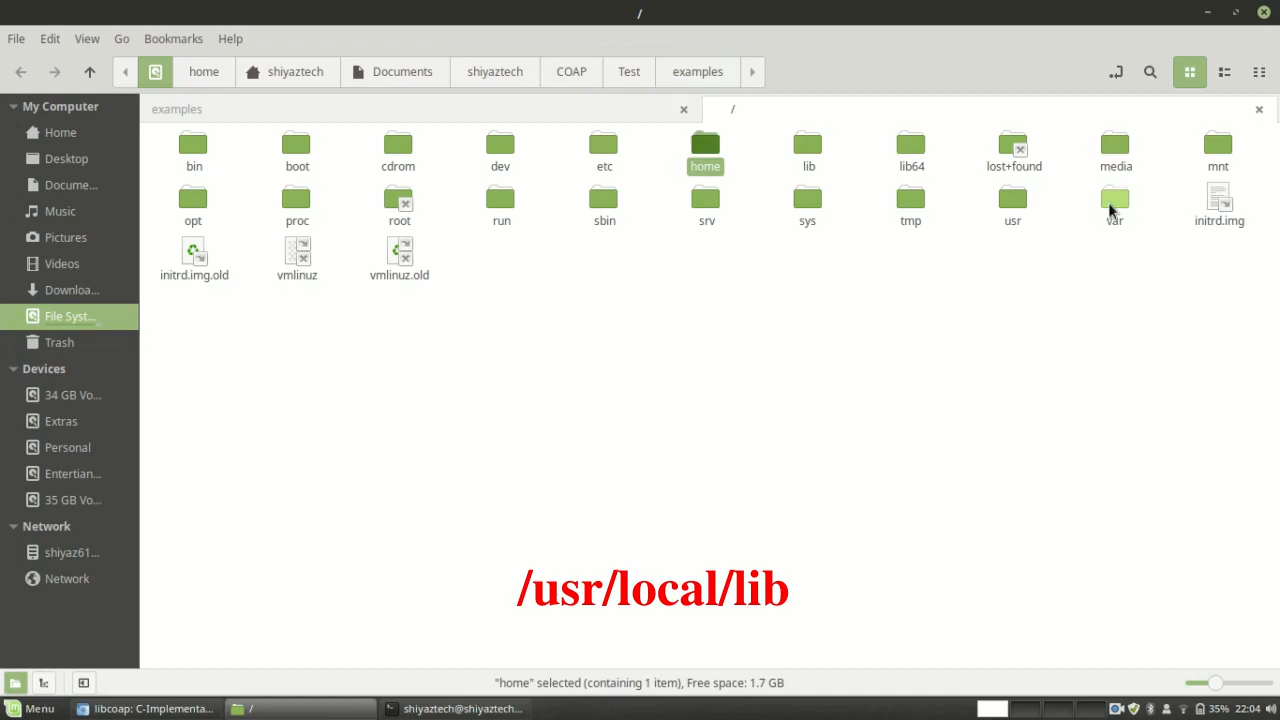 /
File Edit View Go Bookmarks Help
home shiyaztech Documents shiyaztech COAP Test examples
My Computer
Home
Desktop
Docume...
Music
Pictures
Videos
Downloa...
File Syst...
Trash
Devices
34 GB Vo...
Extras
Personal
Entertian...
35 GB Vo...
Network
shiyaz61...
Network
examples /
bin boot cdrom dev etc home lib lib64 lost+found media mnt
opt proc root run sbin srv sys tmp usr var initrd.img
initrd.img.old vmlinuz vmlinuz.old
/usr/local/lib
"home" selected (containing 1 item), Free space: 1.7 GB
Menu libcoap: C-Implementa... / shiyaztech@shiyaztech... 35% 22:04